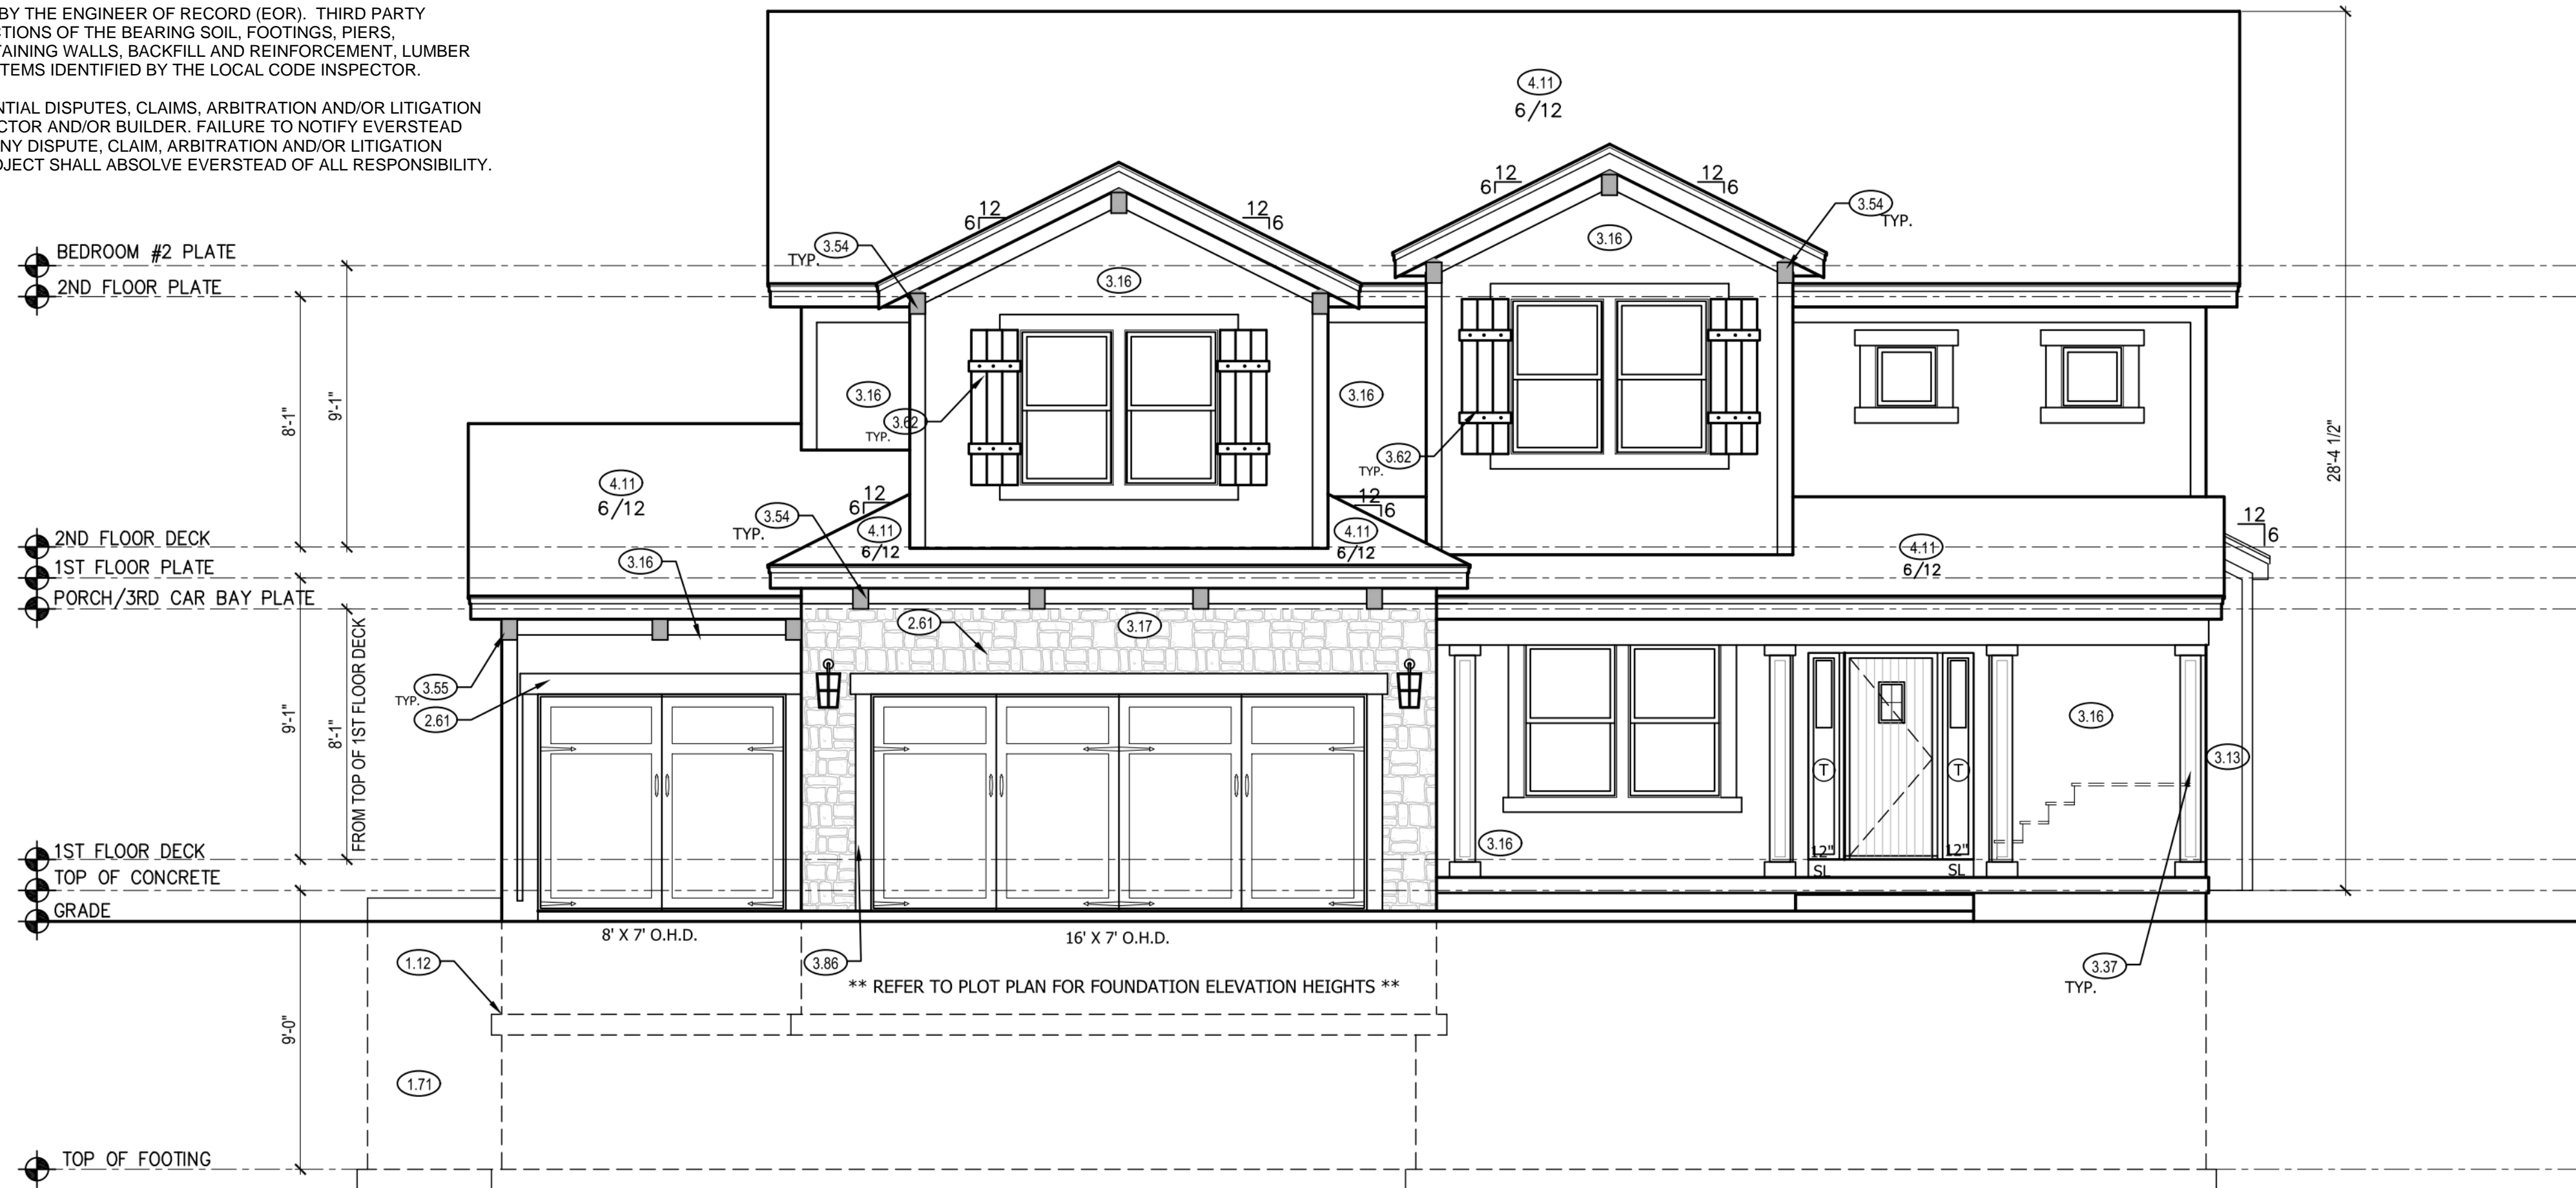 BY THE ENGINEER OF RECORD (EOR). THIRD PARTY
CTIONS OF THE BEARING SOIL, FOOTINGS, PIERS,
TAINING WALLS, BACKFILL AND REINFORCEMENT, LUMBER
TEMS IDENTIFIED BY THE LOCAL CODE INSPECTOR.
NTIAL DISPUTES, CLAIMS, ARBITRATION AND/OR LITIGATION
CTOR AND/OR BUILDER. FAILURE TO NOTIFY EVERSTEAD
NY DISPUTE, CLAIM, ARBITRATION AND/OR LITIGATION
OJECT SHALL ABSOLVE EVERSTEAD OF ALL RESPONSIBILITY.
4.11
6/12
12
6
12
6
12
6
12
6
3.54
TYP.
3.54
TYP.
3.16
3.16
BEDROOM #2 PLATE
2ND FLOOR PLATE
8'-1"
9'-1"
3.16
3.16
3.62
TYP.
3.62
TYP.
28'-4 1/2"
4.11
6/12
12
6
12
6
3.54
TYP.
4.11
6/12
4.11
6/12
4.11
6/12
12
6
2ND FLOOR DECK
1ST FLOOR PLATE
PORCH/3RD CAR BAY PLATE
3.16
2.61
3.17
3.55
TYP.
2.61
9'-1"
8'-1"
FROM TOP OF 1ST FLOOR DECK
3.16
3.13
T
T
3.16
12"
SL
12"
SL
1ST FLOOR DECK
TOP OF CONCRETE
GRADE
8' X 7' O.H.D.
16' X 7' O.H.D.
1.12
3.86
3.37
TYP.
** REFER TO PLOT PLAN FOR FOUNDATION ELEVATION HEIGHTS **
9'-0"
1.71
TOP OF FOOTING